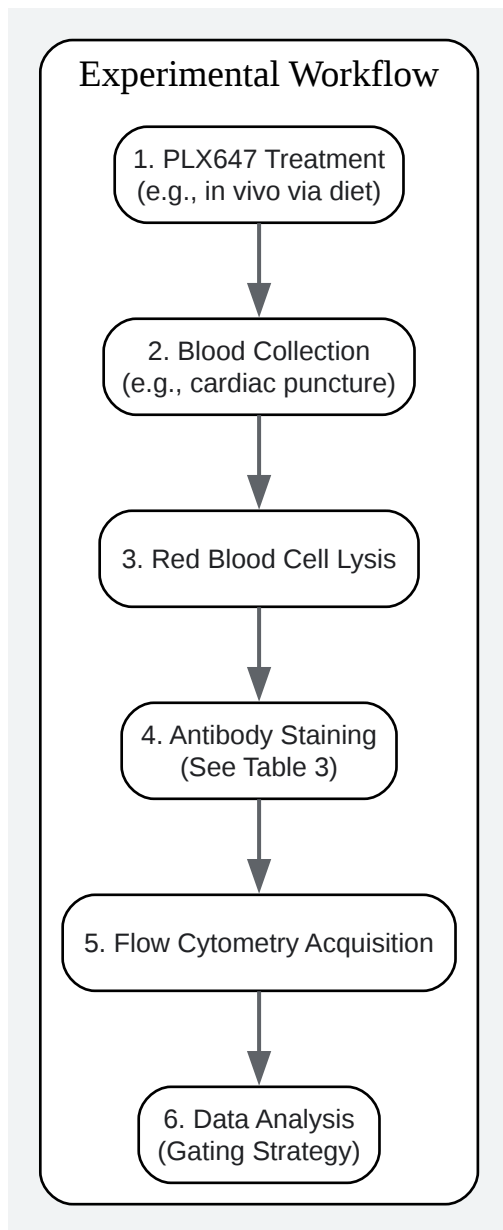 Experimental Workflow
1. PLX647 Treatment
(e.g., in vivo via diet)
2. Blood Collection
(e.g., cardiac puncture)
3. Red Blood Cell Lysis
4. Antibody Staining
(See Table 3)
5. Flow Cytometry Acquisition
6. Data Analysis
(Gating Strategy)